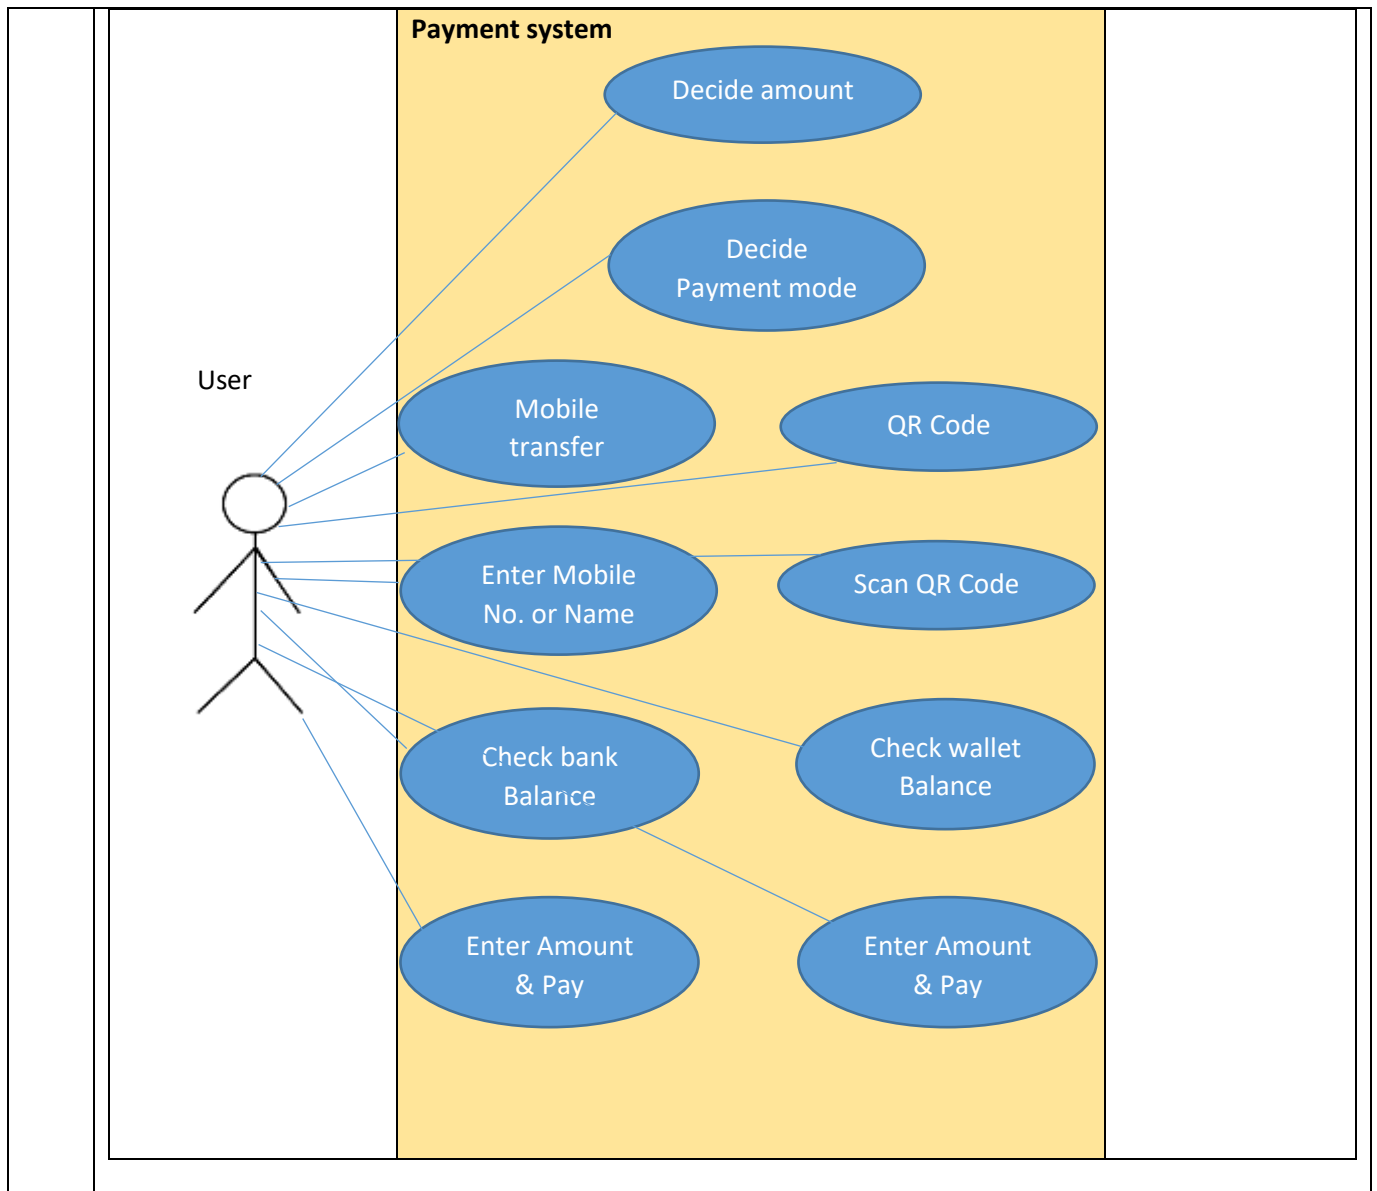 Payment system
Decide amount
Decide
Payment mode
User
Mobile
transfer
QR Code
Enter Mobile
No. or Name
Scan QR Code
Check bank
Balance
Check wallet
Balance
Enter Amount
& Pay
Enter Amount
& Pay